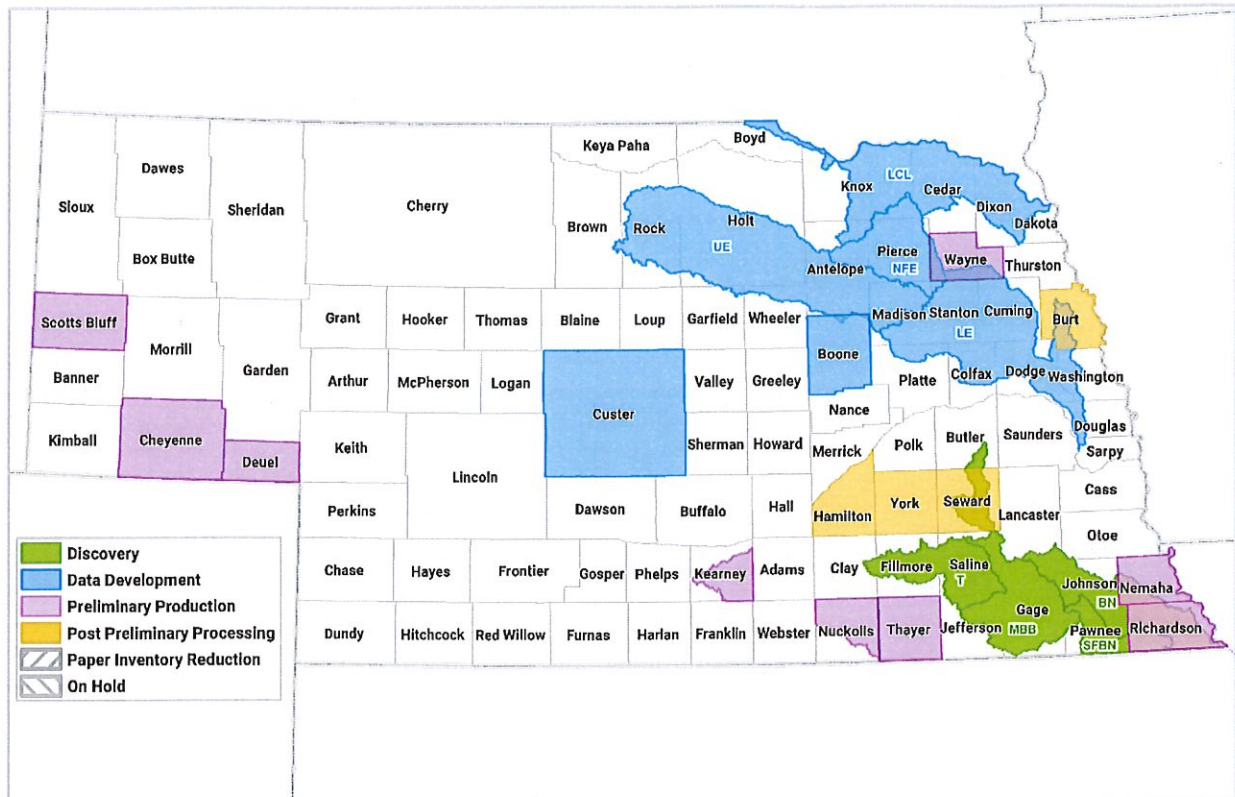 Boyd
Keya Paha
Dawes
Knox
LCL
Cedar
Sioux
Sheridan
Cherry
Dixon
Dakota
Brown
Rock
Holt
Box Butte
UE
Pierce
NFE
Wayne
Thurston
Antelope
Scotts Bluff
Grant
Hooker
Thomas
Blaine
Loup
Garfield
Wheeler
Madison
Stanton
Cuming
Burt
LE
Morrill
Boone
Banner
Garden
Arthur
McPherson
Logan
Valley
Greeley
Platte
Colfax
Dodge
Washington
Custer
Nance
Kimball
Cheyenne
Deuel
Keith
Sherman
Howard
Merrick
Polk
Butler
Saunders
Douglas
Sarpy
Lincoln
Perkins
Dawson
Buffalo
Hall
Hamilton
York
Seward
Lancaster
Cass
Otoe
Discovery
Data Development
Preliminary Production
Post Preliminary Processing
Paper Inventory Reduction
On Hold
Chase
Hayes
Frontier
Gosper
Phelps
Kearney
Adams
Clay
Fillmore
Saline
T
Johnson
BN
Nemaha
Dundy
Hitchcock
Red Willow
Furnas
Harlan
Franklin
Webster
Nuckolls
Thayer
Jefferson
Gage
MBB
Pawnee
SFBN
Richardson